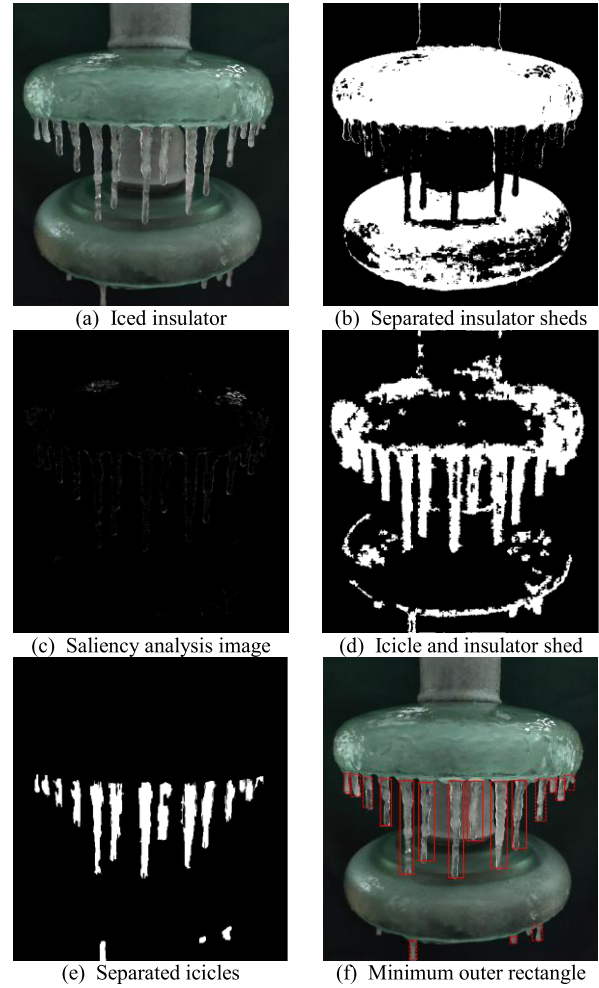 (a) Iced insulator
(b) Separated insulator sheds
(c) Saliency analysis image
(d) Icicle and insulator shed
(e) Separated icicles
(f) Minimum outer rectangle